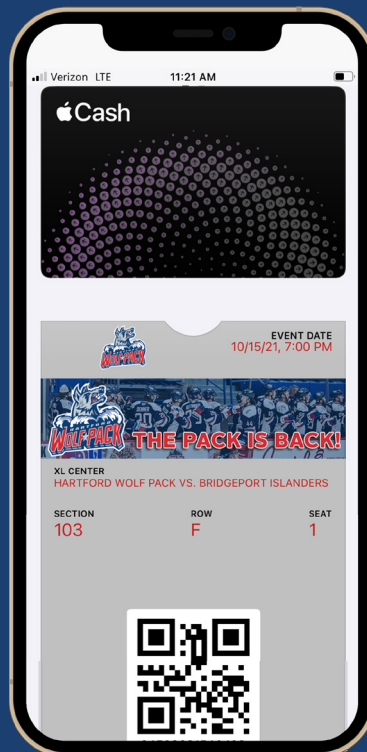 Verizon LTE 11:21 AM
Cash
EVENT DATE
10/15/21, 7:00 PM
WOLF-PACK
WOLF-PACK
THE PACK IS BACK!
XL CENTER
HARTFORD WOLF PACK VS. BRIDGEPORT ISLANDERS
SECTION ROW SEAT
103 F 1